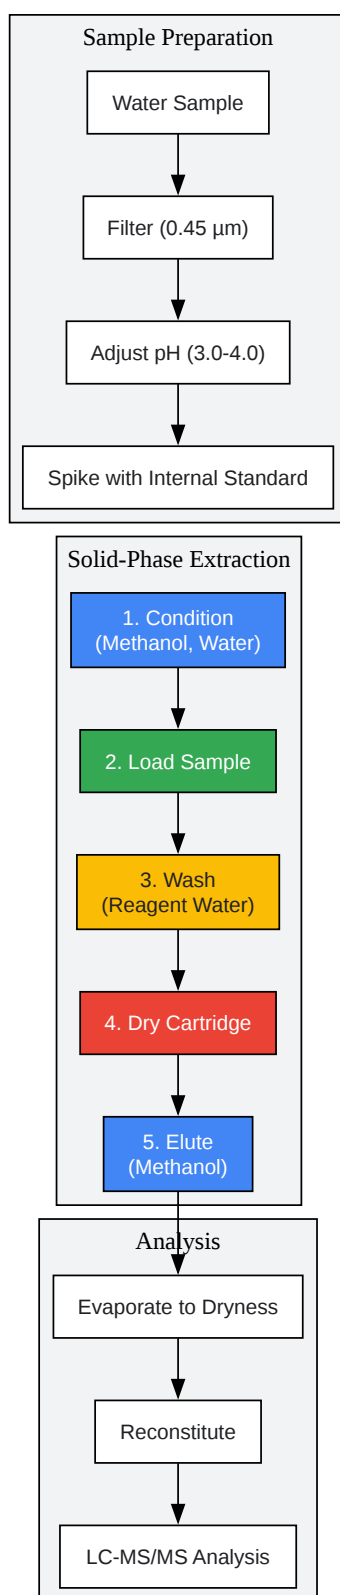 Sample Preparation
Water Sample
Filter (0.45 µm)
Adjust pH (3.0-4.0)
Spike with Internal Standard
Solid-Phase Extraction
1. Condition
(Methanol, Water)
2. Load Sample
3. Wash
(Reagent Water)
4. Dry Cartridge
5. Elute
(Methanol)
Analysis
Evaporate to Dryness
Reconstitute
LC-MS/MS Analysis